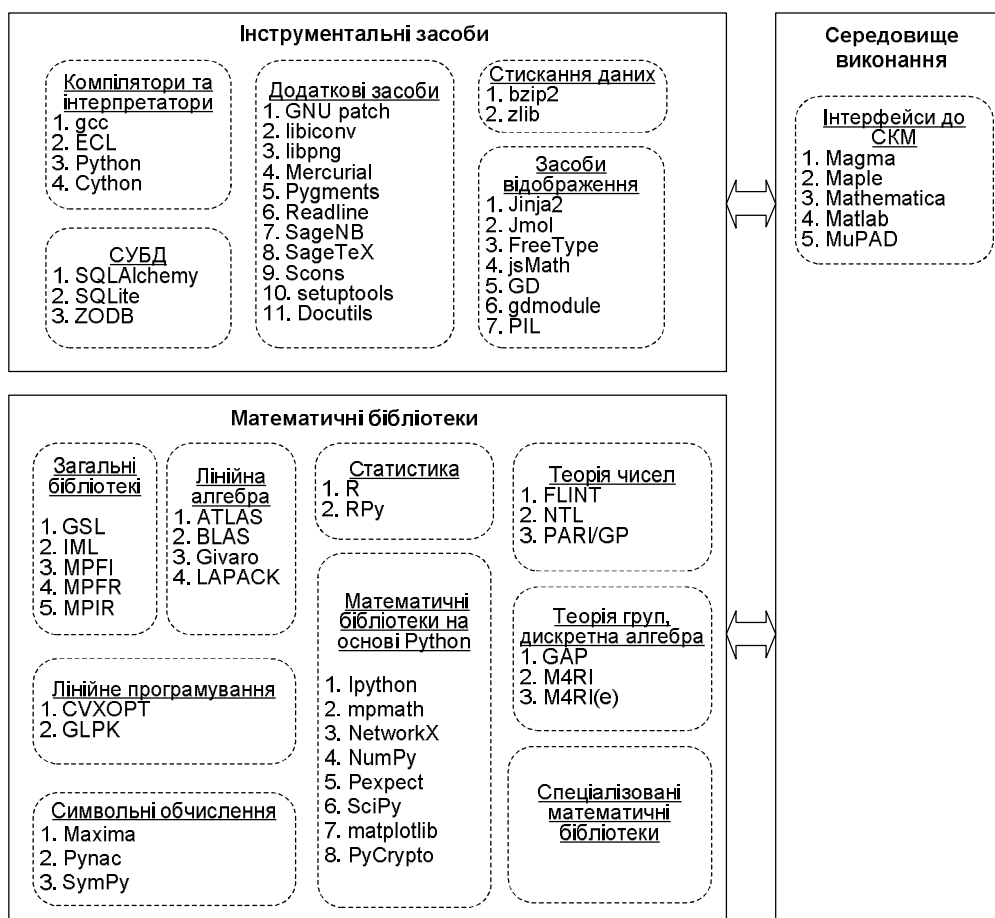 Інструментальні засоби
Компілятори та
інтерпретатори
1. gcc
2. ECL
3. Python
4. Cython
СУБД
1. SQLAlchemy
2. SQLite
3. ZODB
Додаткові засоби
1. GNU patch
2. libiconv
3. libpng
4. Mercurial
5. Pygments
6. Readline
7. SageNB
8. SageTeX
9. Scons
10. setuptools
11. Docutils
Стискання даних
1. bzip2
2. zlib
Засоби
відображення
1. Jinja2
2. Jmol
3. FreeType
4. jsMath
5. GD
6. gdmodule
7. PIL
Середовище
виконання
Інтерфейси до
СКМ
1. Magma
2. Maple
3. Mathematica
4. Matlab
5. MuPAD
Математичні бібліотеки
Загальні
бібліотекі
1. GSL
2. IML
3. MPFI
4. MPFR
5. MPIR
Лінійна
алгебра
1. ATLAS
2. BLAS
3. Givaro
4. LAPACK
Статистика
1. R
2. RPy
Теорія чисел
1. FLINT
2. NTL
3. PARI/GP
Лінійне програмування
1. CVXOPT
2. GLPK
Математичні
бібліотеки на
основі Python
1. Ipython
2. mpmath
3. NetworkX
4. NumPy
5. Pexpect
6. SciPy
7. matplotlib
8. PyCrypto
Теорія груп,
дискретна алгебра
1. GAP
2. M4RI
3. M4RI(e)
Символьні обчислення
1. Maxima
2. Pynac
3. SymPy
Спеціалізовані
математичні
бібліотеки